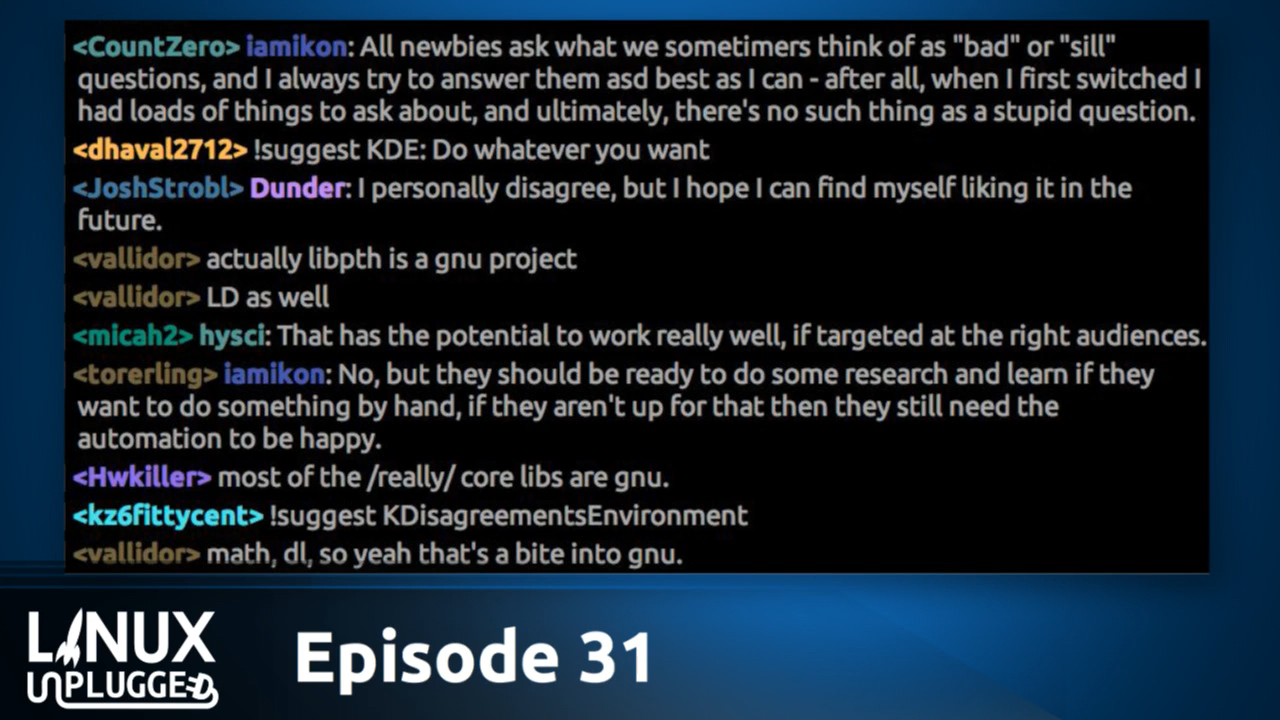 <CountZero> iamikon: All newbies ask what we sometimers think of as "bad" or "sill"
questions, and I always try to answer them asd best as I can - after all, when I first switched I
had loads of things to ask about, and ultimately, there's no such thing as a stupid question.
<dhaval2712> !suggest KDE: Do whatever you want
<JoshStrobl> Dunder: I personally disagree, but I hope I can find myself liking it in the
future.
<vallidor> actually libpth is a gnu project
<vallidor> LD as well
<micah2> hysci: That has the potential to work really well, if targeted at the right audiences.
<torerling> iamikon: No, but they should be ready to do some research and learn if they
want to do something by hand, if they aren't up for that then they still need the
automation to be happy.
<Hwkiller> most of the /really/ core libs are gnu.
<kz6fittycent> !suggest KDisagreementsEnvironment
<vallidor> math, dl, so yeah that's a bite into gnu.
LINUX
UNPLUGGED
Episode 31